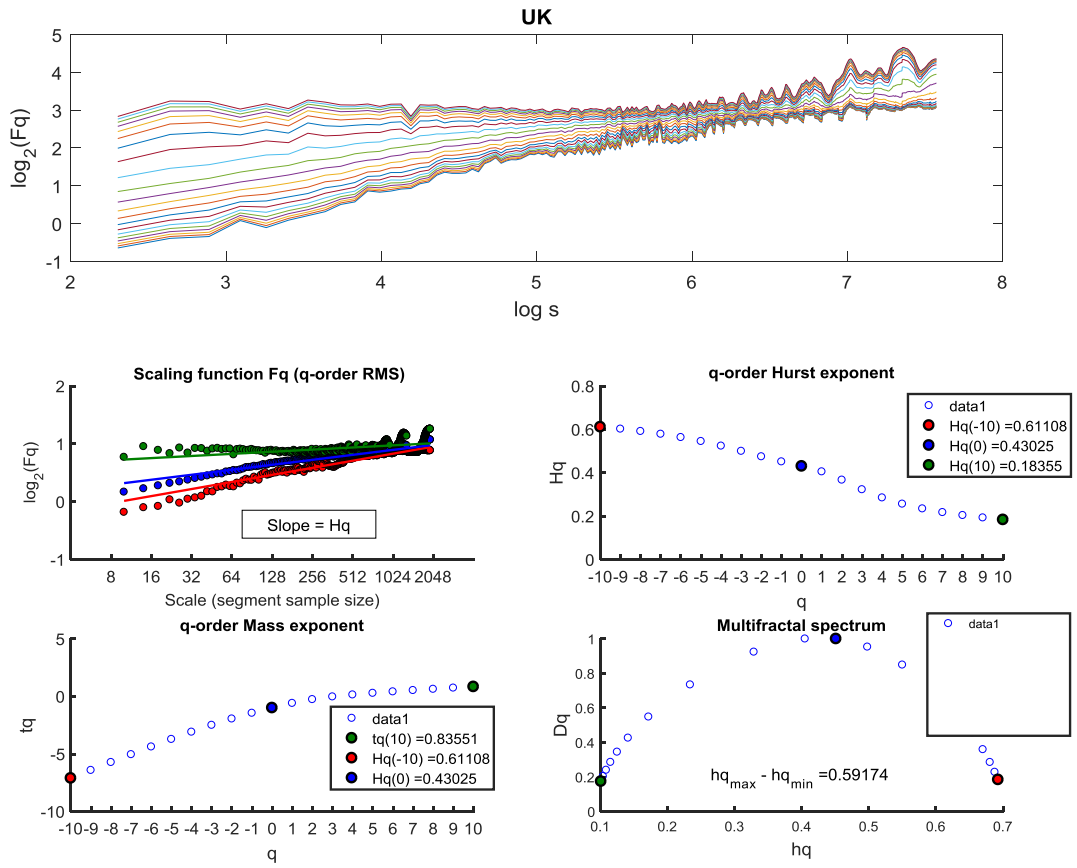 UK
5
4
3
2
1
0
-1
log2(Fq)
2 3 4 5 6 7 8
log s
Scaling function Fq (q-order RMS)
2
1
0
-1
log2(Fq)
Slope = Hq
8 16 32 64 128 256 512 1024 2048
Scale (segment sample size)
q-order Hurst exponent
0.8
0.6
0.4
0.2
0
Hq
data1
Hq(-10) =0.61108
Hq(0) =0.43025
Hq(10) =0.18355
-10 -9 -8 -7 -6 -5 -4 -3 -2 -1 0 1 2 3 4 5 6 7 8 9 10
q
q-order Mass exponent
5
0
-5
-10
tq
data1
tq(10) =0.83551
Hq(-10) =0.61108
Hq(0) =0.43025
-10 -9 -8 -7 -6 -5 -4 -3 -2 -1 0 1 2 3 4 5 6 7 8 9 10
q
Multifractal spectrum
1
0.8
0.6
0.4
0.2
0
Dq
data1
hqmax - hqmin =0.59174
0.1 0.2 0.3 0.4 0.5 0.6 0.7
hq